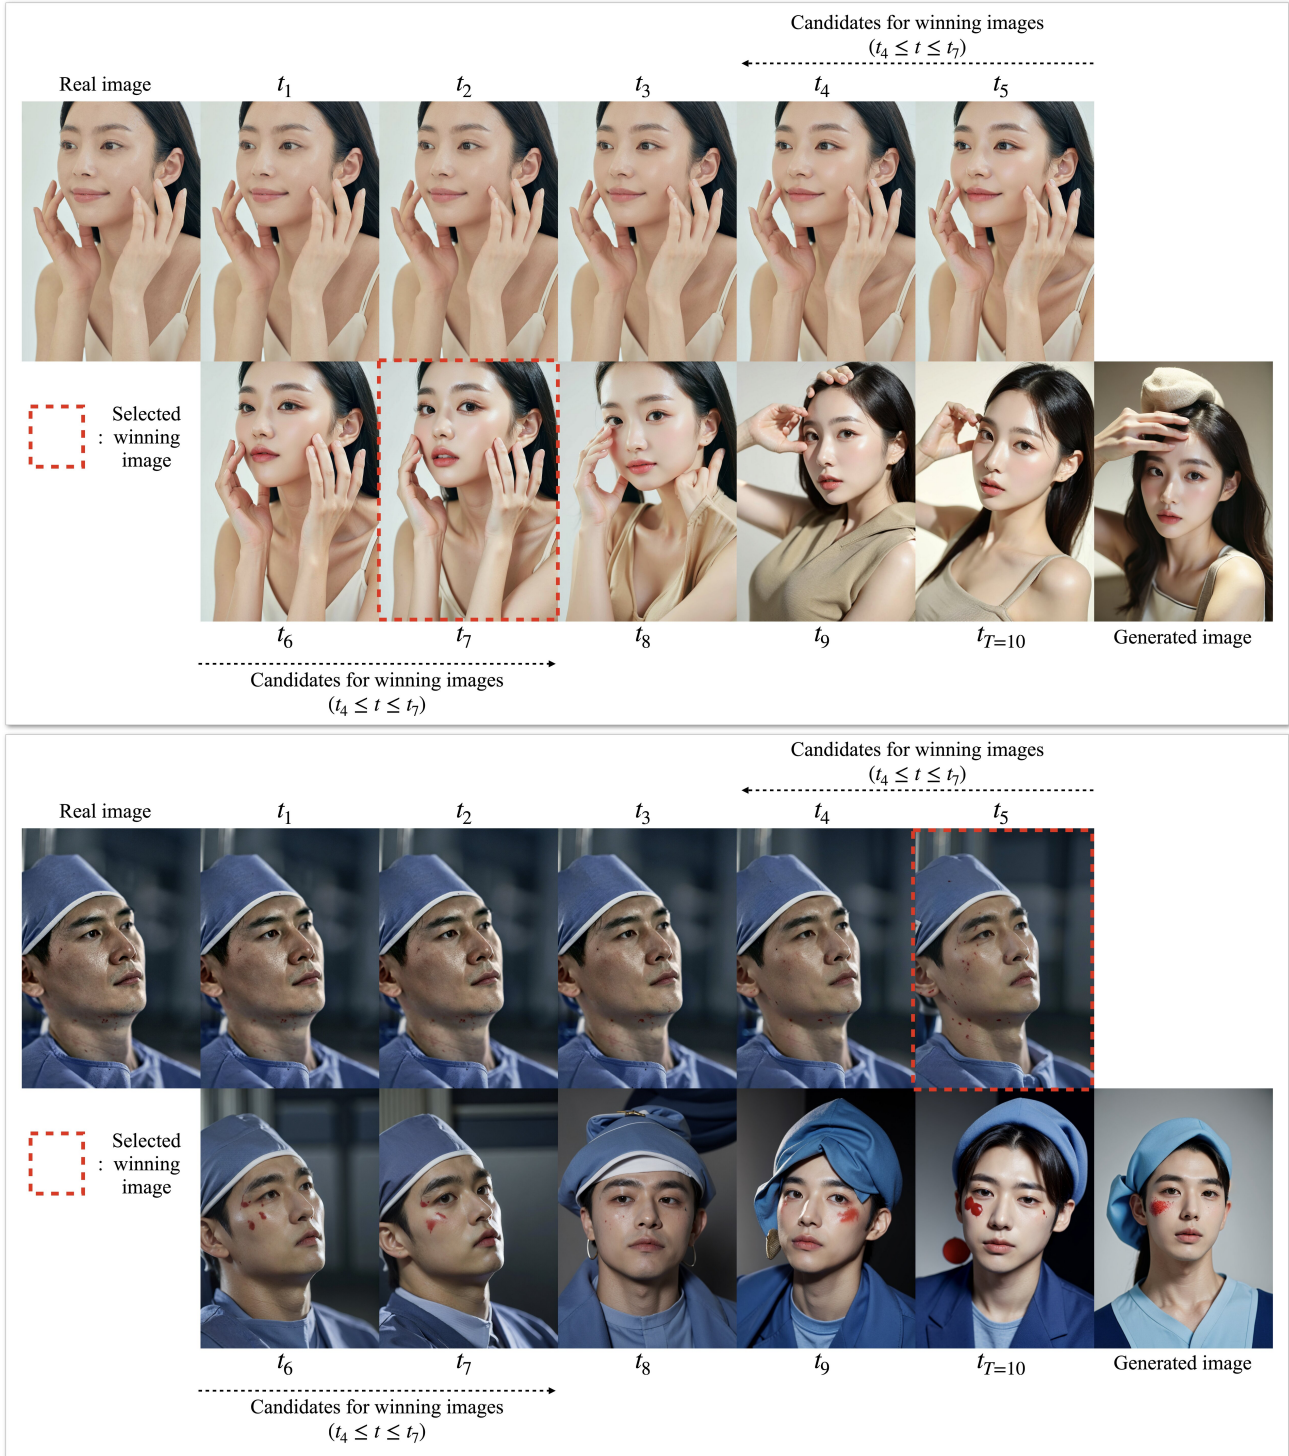 Candidates for winning images
(t₄ ≤ t ≤ t₇)
Real image
t₁
t₂
t₃
t₄
t₅
Selected
: winning
image
t₆
t₇
t₈
t₉
t_T=10
Generated image
Candidates for winning images
(t₄ ≤ t ≤ t₇)
Candidates for winning images
(t₄ ≤ t ≤ t₇)
Real image
t₁
t₂
t₃
t₄
t₅
Selected
: winning
image
t₆
t₇
t₈
t₉
t_T=10
Generated image
Candidates for winning images
(t₄ ≤ t ≤ t₇)